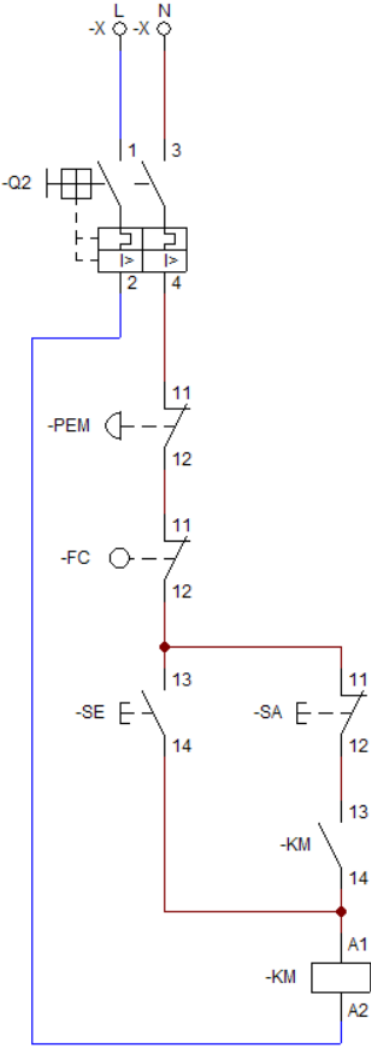 L N
-X -X
1 3
-Q2
I> I>
2 4
11
-PEM
12
11
-FC
12
13 11
-SE -SA
14 12
13
-KM
14
A1
-KM
A2